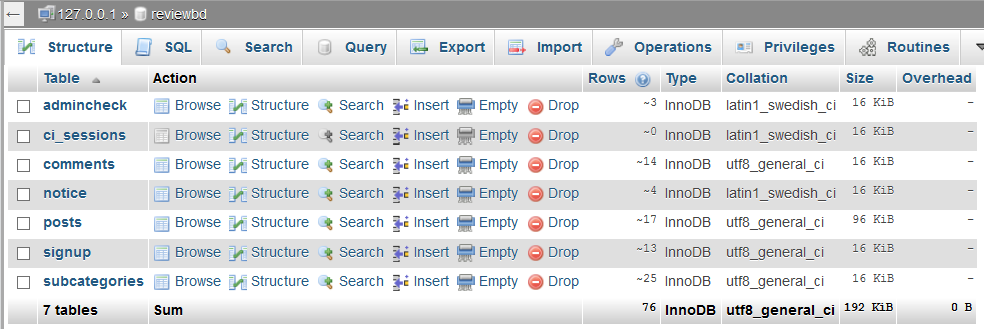 ← 127.0.0.1 » reviewbd
Structure SQL Search Query Export Import Operations Privileges Routines
Table Action Rows Type Collation Size Overhead
admincheck Browse Structure Search Insert Empty Drop ~3 InnoDB latin1_swedish_ci 16 KiB -
ci_sessions Browse Structure Search Insert Empty Drop ~0 InnoDB latin1_swedish_ci 16 KiB -
comments Browse Structure Search Insert Empty Drop ~14 InnoDB utf8_general_ci 16 KiB -
notice Browse Structure Search Insert Empty Drop ~4 InnoDB latin1_swedish_ci 16 KiB -
posts Browse Structure Search Insert Empty Drop ~17 InnoDB utf8_general_ci 96 KiB -
signup Browse Structure Search Insert Empty Drop ~13 InnoDB utf8_general_ci 16 KiB -
subcategories Browse Structure Search Insert Empty Drop ~25 InnoDB utf8_general_ci 16 KiB -
7 tables Sum 76 InnoDB utf8_general_ci 192 KiB 0 B